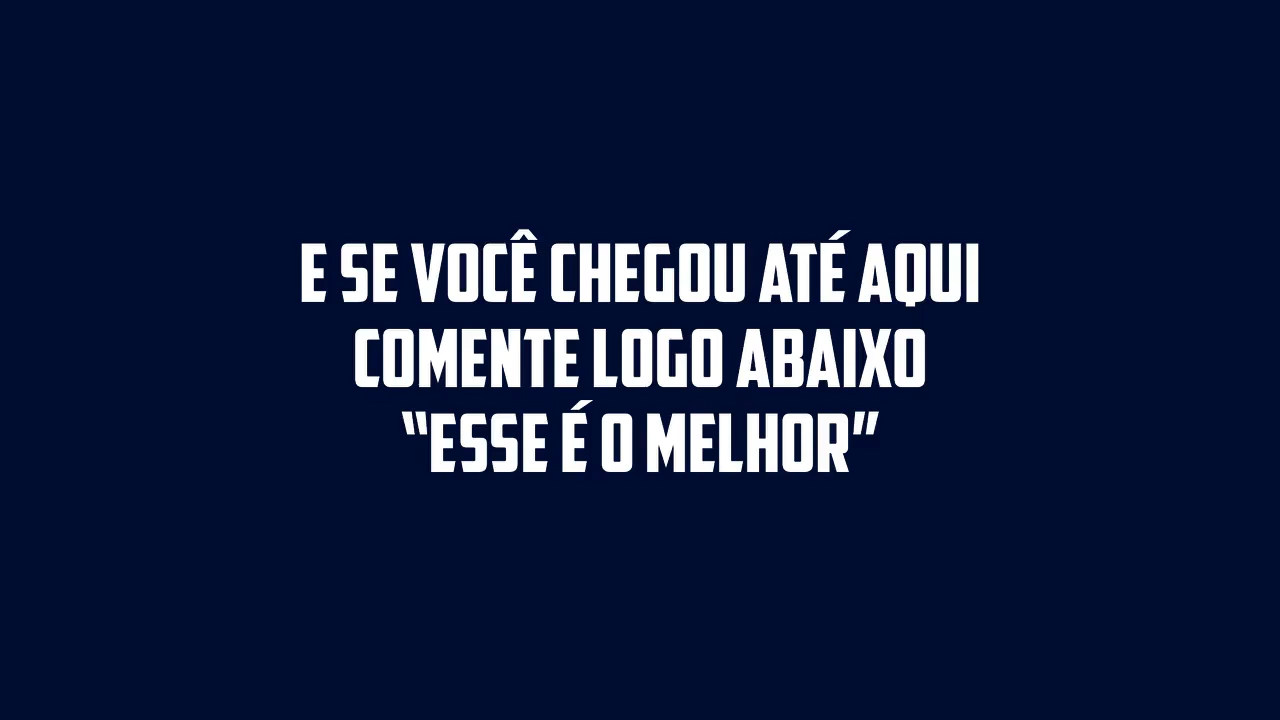 E SE VOCÊ CHEGOU ATÉ AQUI
COMENTE LOGO ABAIXO
“ESSE É O MELHOR”